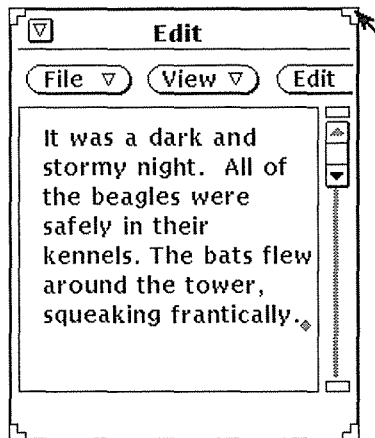 Edit
File View Edit
It was a dark and
stormy night.  All of
the beagles were
safely in their
kennels. The bats flew
around the tower,
squeaking frantically.